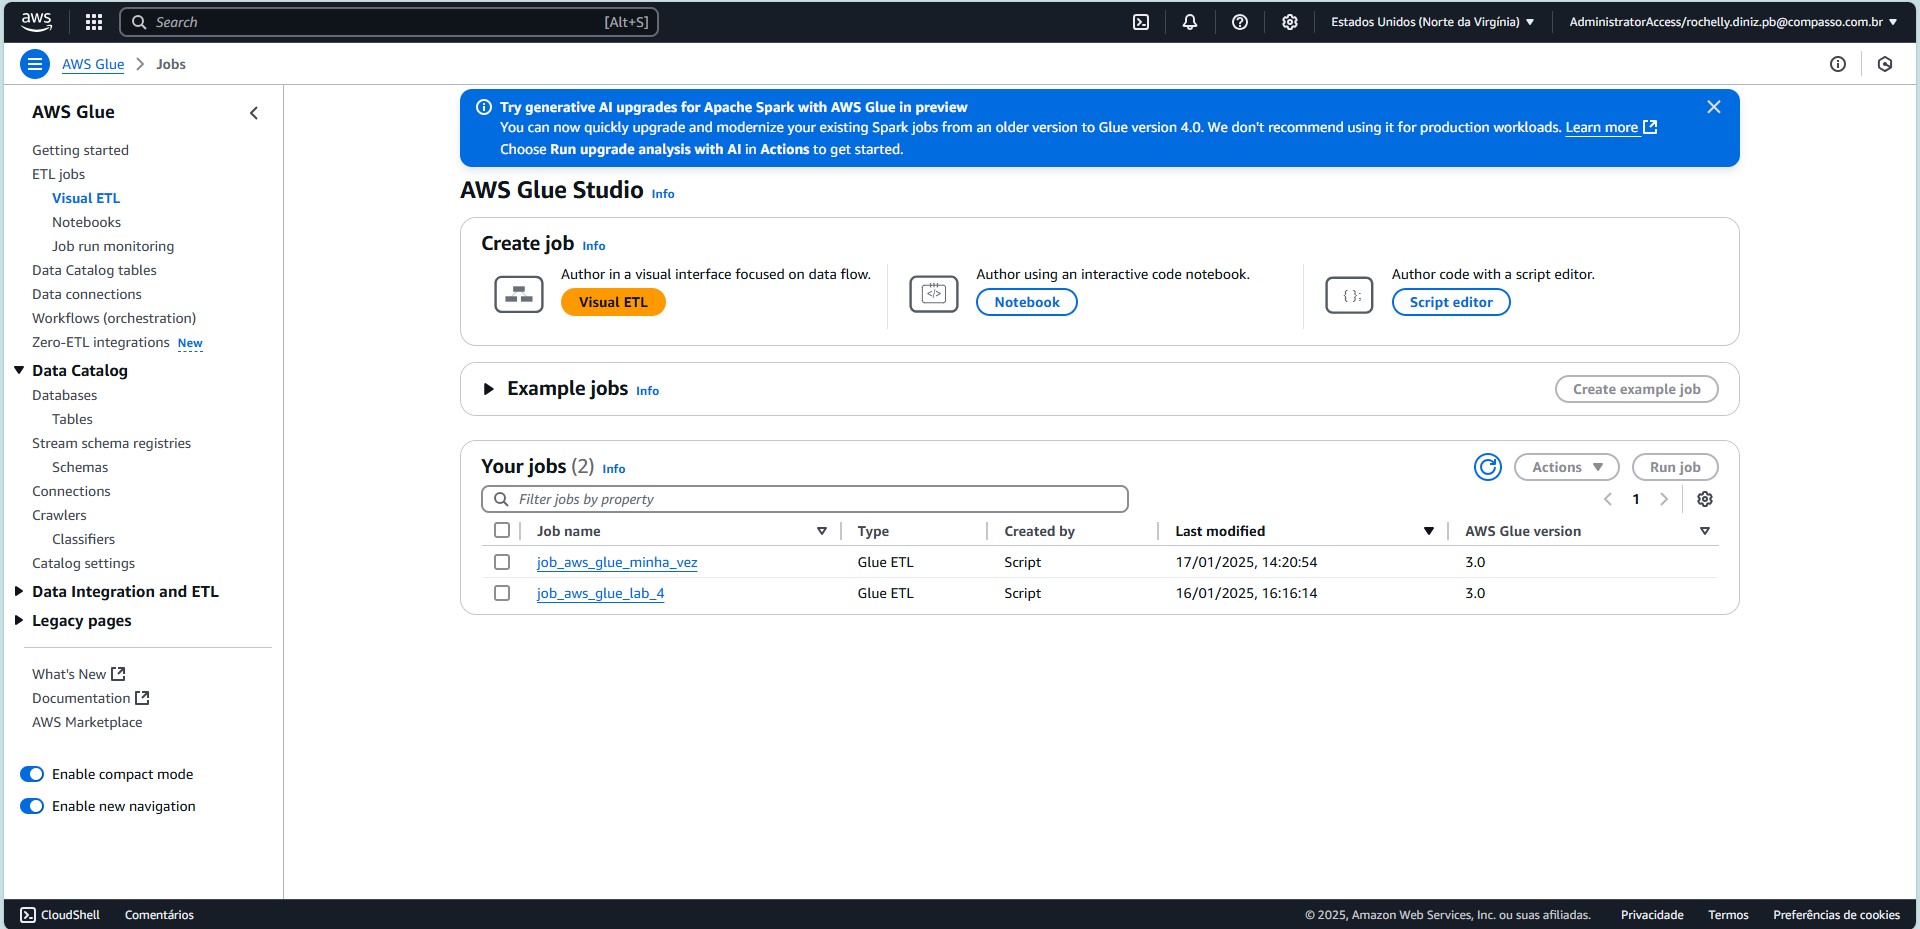 aws
Search [Alt+S]
Estados Unidos (Norte da Virgínia)
AdministratorAccess/rochelly.diniz.pb@compasso.com.br
AWS Glue
Jobs
AWS Glue
Getting started
ETL jobs
Visual ETL
Notebooks
Job run monitoring
Data Catalog tables
Data connections
Workflows (orchestration)
Zero-ETL integrations New
Data Catalog
Databases
Tables
Stream schema registries
Schemas
Connections
Crawlers
Classifiers
Catalog settings
Data Integration and ETL
Legacy pages
What's New
Documentation
AWS Marketplace
Enable compact mode
Enable new navigation
Try generative AI upgrades for Apache Spark with AWS Glue in preview
You can now quickly upgrade and modernize your existing Spark jobs from an older version to Glue version 4.0. We don't recommend using it for production workloads. Learn more
Choose Run upgrade analysis with AI in Actions to get started.
AWS Glue Studio Info
Create job Info
Author in a visual interface focused on data flow.
Visual ETL
Author using an interactive code notebook.
Notebook
Author code with a script editor.
Script editor
Example jobs Info
Create example job
Your jobs (2) Info
Actions
Run job
Filter jobs by property
1
Job name Type Created by Last modified AWS Glue version
job_aws_glue_minha_vez Glue ETL Script 17/01/2025, 14:20:54 3.0
job_aws_glue_lab_4 Glue ETL Script 16/01/2025, 16:16:14 3.0
CloudShell
Comentários
© 2025, Amazon Web Services, Inc. ou suas afiliadas.
Privacidade
Termos
Preferências de cookies